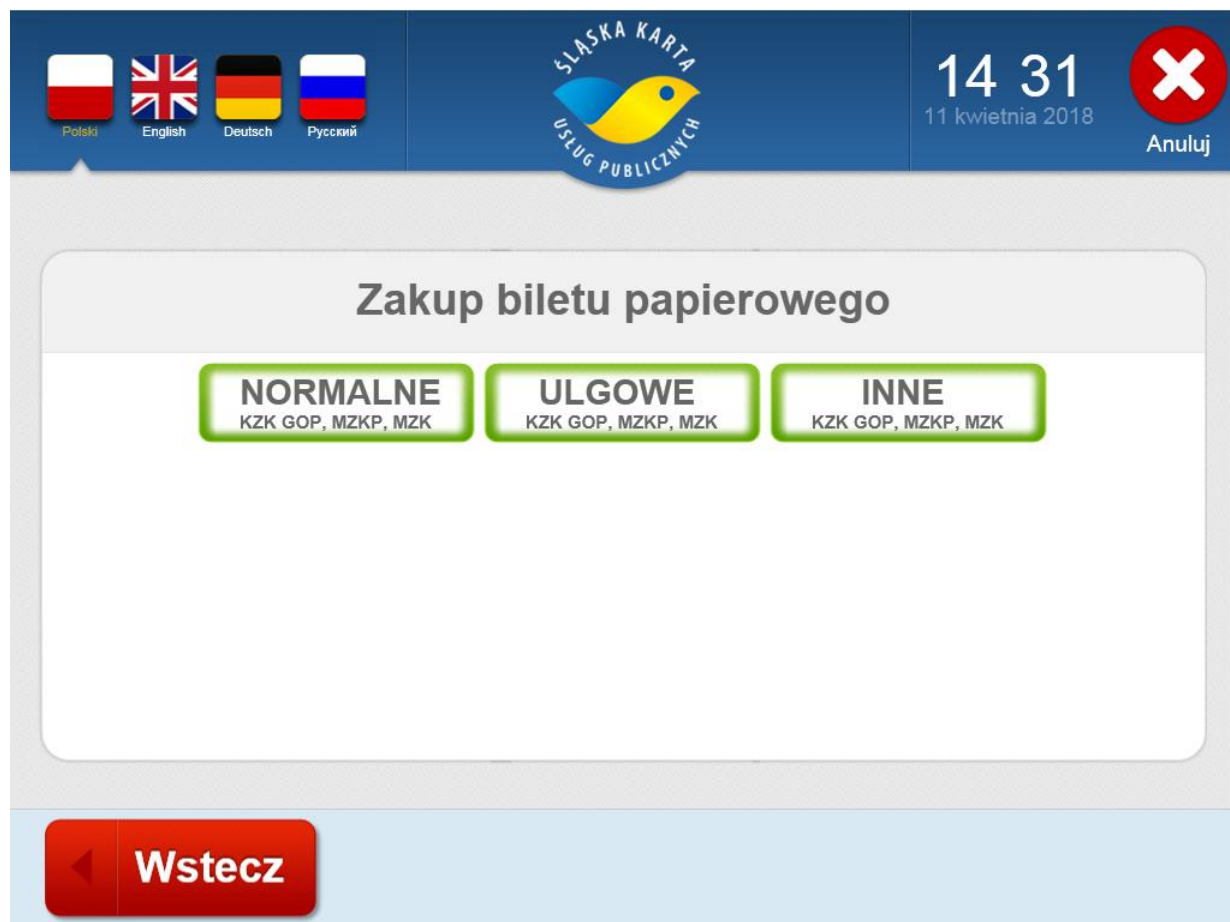 Polski English Deutsch Русский
ŚLĄSKA KARTA
USŁUG PUBLICZNYCH
14 31
11 kwietnia 2018
Anuluj
Zakup biletu papierowego
NORMALNE
KZK GOP, MZKP, MZK
ULGOWE
KZK GOP, MZKP, MZK
INNE
KZK GOP, MZKP, MZK
Wstecz